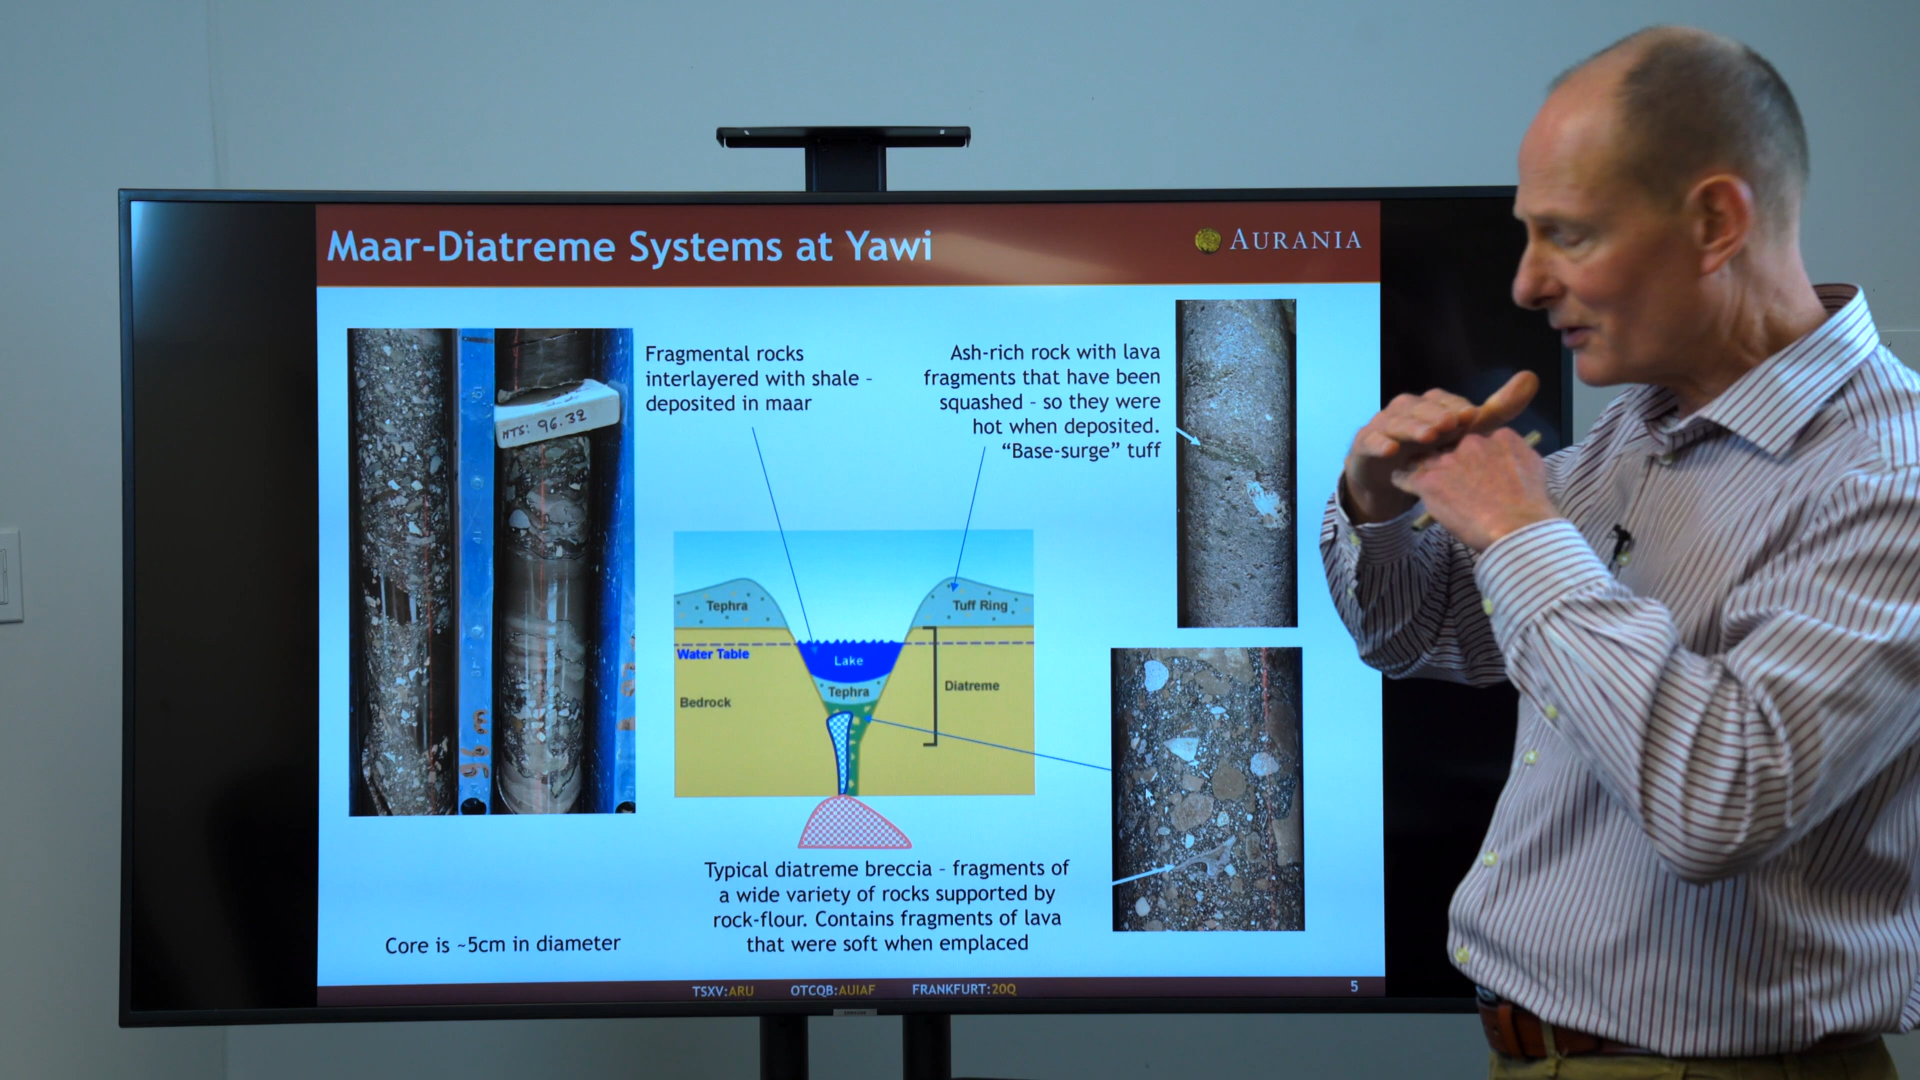 Maar-Diatreme Systems at Yawi
AURANIA
Fragmental rocks
interlayered with shale –
deposited in maar
Ash-rich rock with lava
fragments that have been
squashed – so they were
hot when deposited.
“Base-surge” tuff
MTS: 96.32
96 m
Tephra
Tuff Ring
Water Table
Lake
Tephra
Diatreme
Bedrock
Typical diatreme breccia – fragments of
a wide variety of rocks supported by
rock-flour. Contains fragments of lava
that were soft when emplaced
Core is ~5cm in diameter
TSXV:ARU OTCQB:AUIAF FRANKFURT:20Q
5